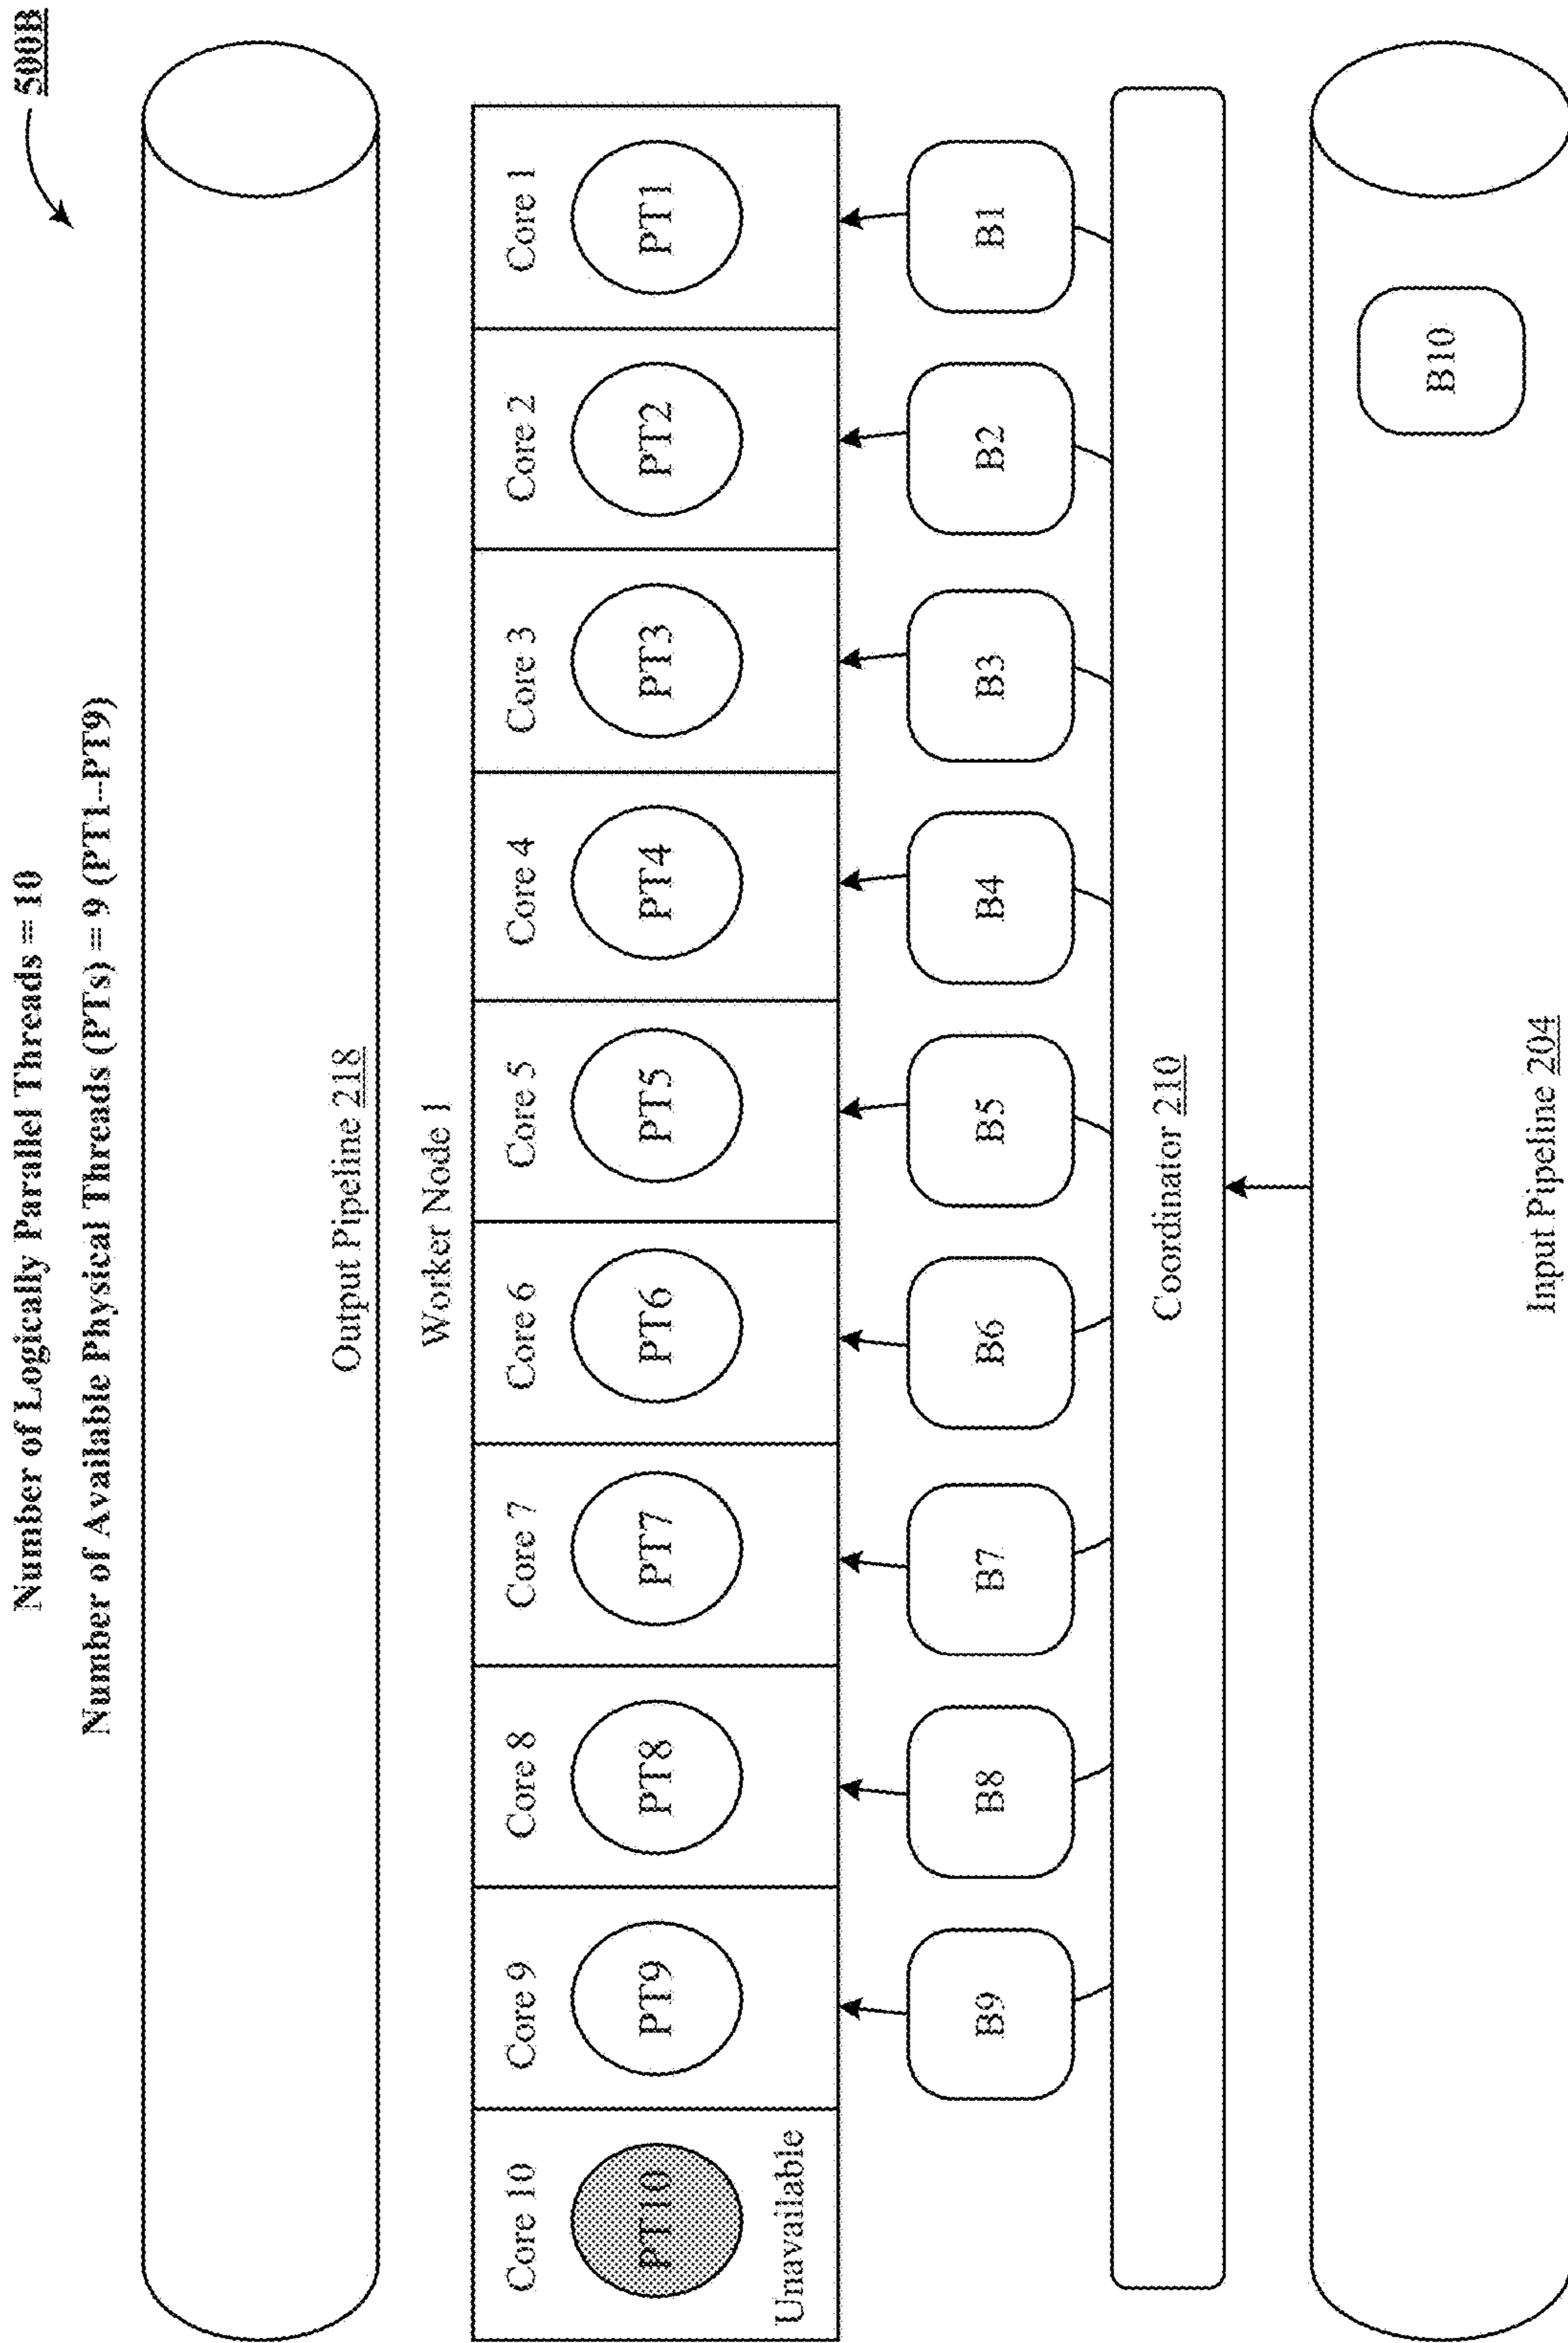 500B
Number of Logically Parallel Threads = 10
Number of Available Physical Threads (PTs) = 9 (PT1-PT9)
Output Pipeline 218
Worker Node 1
Core 10
Core 9
Core 8
Core 7
Core 6
Core 5
Core 4
Core 3
Core 2
Core 1
PT10
PT9
PT8
PT7
PT6
PT5
PT4
PT3
PT2
PT1
Unavailable
B9
B8
B7
B6
B5
B4
B3
B2
B1
Coordinator 210
B10
Input Pipeline 204